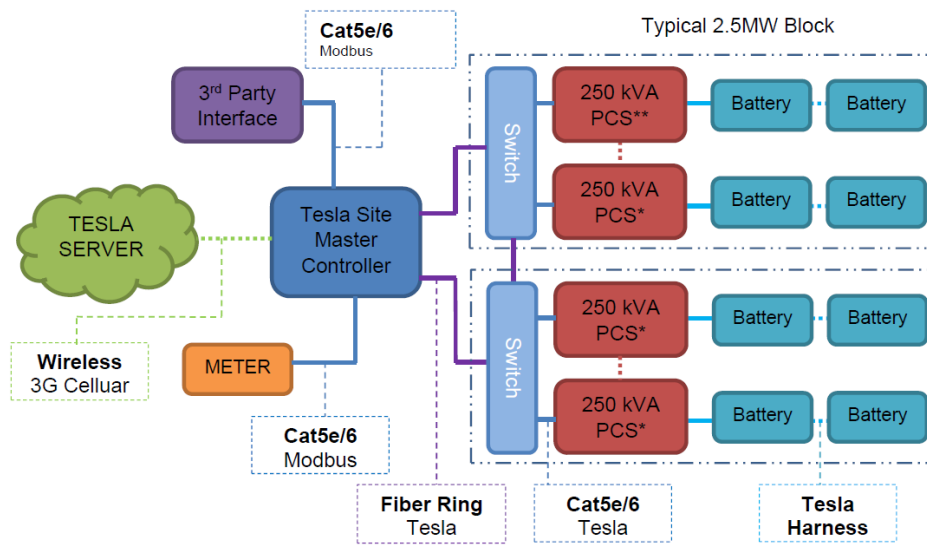 Cat5e/6
Modbus
Typical 2.5MW Block
3rd Party
Interface
Switch
250 kVA
PCS**
Battery
Battery
250 kVA
PCS*
Battery
Battery
TESLA
SERVER
Tesla Site
Master
Controller
Switch
250 kVA
PCS*
Battery
Battery
Wireless
3G Celluar
METER
250 kVA
PCS*
Battery
Battery
Cat5e/6
Modbus
Fiber Ring
Tesla
Cat5e/6
Tesla
Tesla
Harness